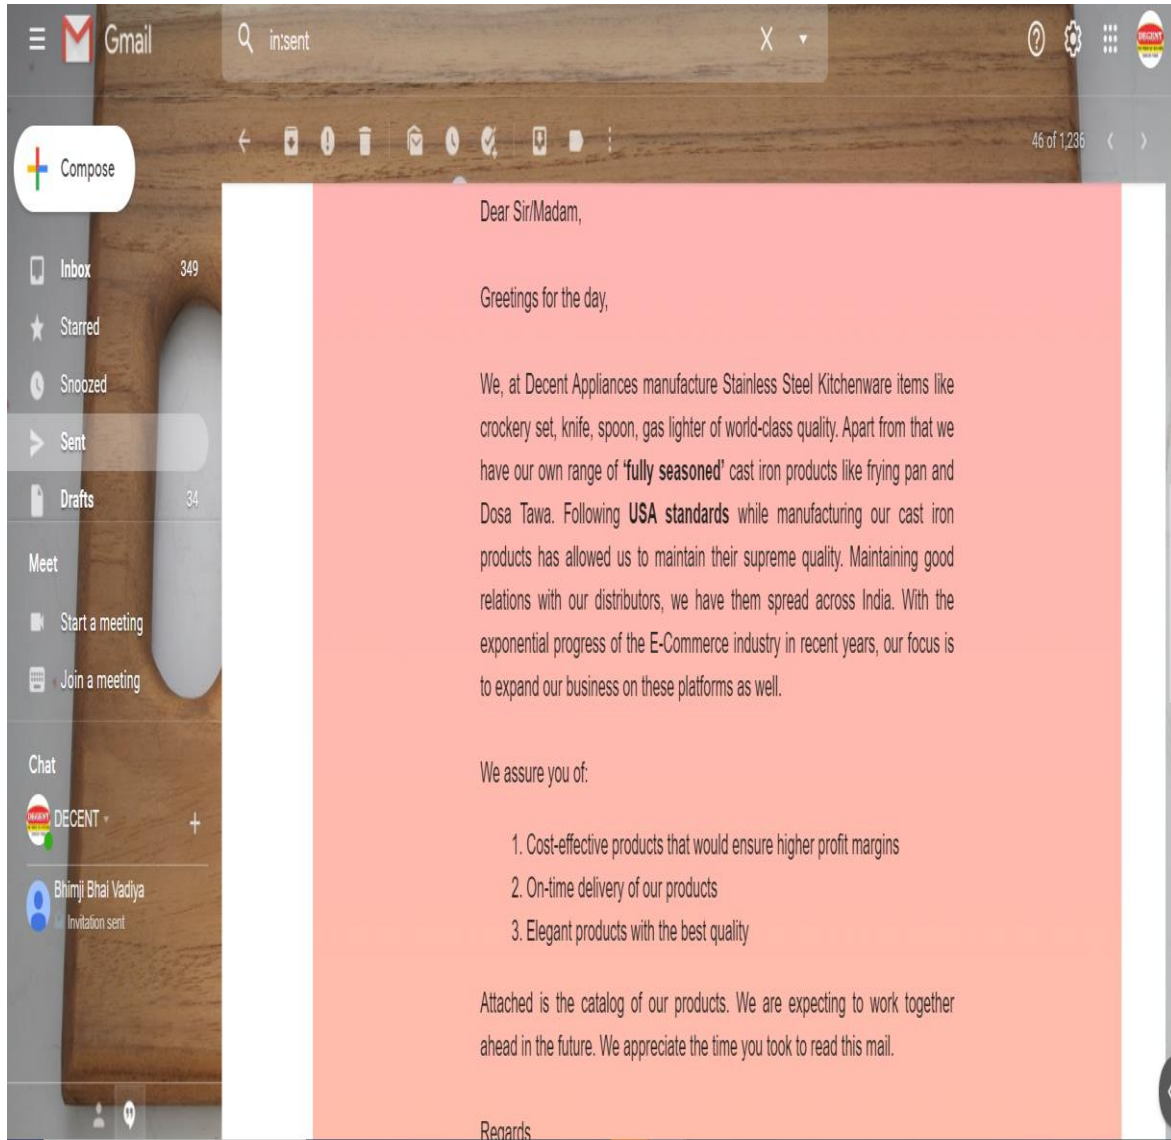 Gmail
in:sent
X
46 of 1,236
Compose
Inbox 349
Starred
Snoozed
Sent
Drafts 34
Meet
Start a meeting
Join a meeting
Chat
DECENT
Bhimji Bhai Vadiya
Invitation sent
DECENT
Dear Sir/Madam,
Greetings for the day,
We, at Decent Appliances manufacture Stainless Steel Kitchenware items like
crockery set, knife, spoon, gas lighter of world-class quality. Apart from that we
have our own range of 'fully seasoned' cast iron products like frying pan and
Dosa Tawa. Following USA standards while manufacturing our cast iron
products has allowed us to maintain their supreme quality. Maintaining good
relations with our distributors, we have them spread across India. With the
exponential progress of the E-Commerce industry in recent years, our focus is
to expand our business on these platforms as well.
We assure you of:
1. Cost-effective products that would ensure higher profit margins
2. On-time delivery of our products
3. Elegant products with the best quality
Attached is the catalog of our products. We are expecting to work together
ahead in the future. We appreciate the time you took to read this mail.
Regards